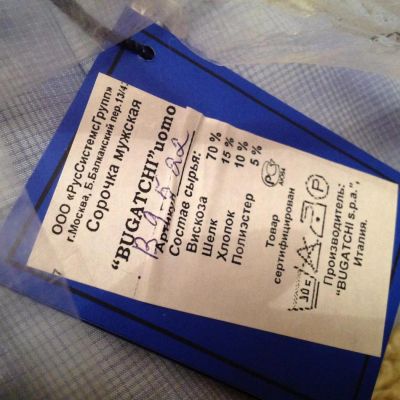 ООО «РусСистемсГрупп»
г.Москва, Б.Балканский пер.13/4
Сорочка мужская
"BUGATCHI"uomo
Артикул
Состав сырья:
Вискоза 70 %
Шелк 15 %
Хлопок 10 %
Полиэстер 5 %
Товар
сертифицирован
P
Производитель:
"BUGATCHI s.p.a.",
Италия.